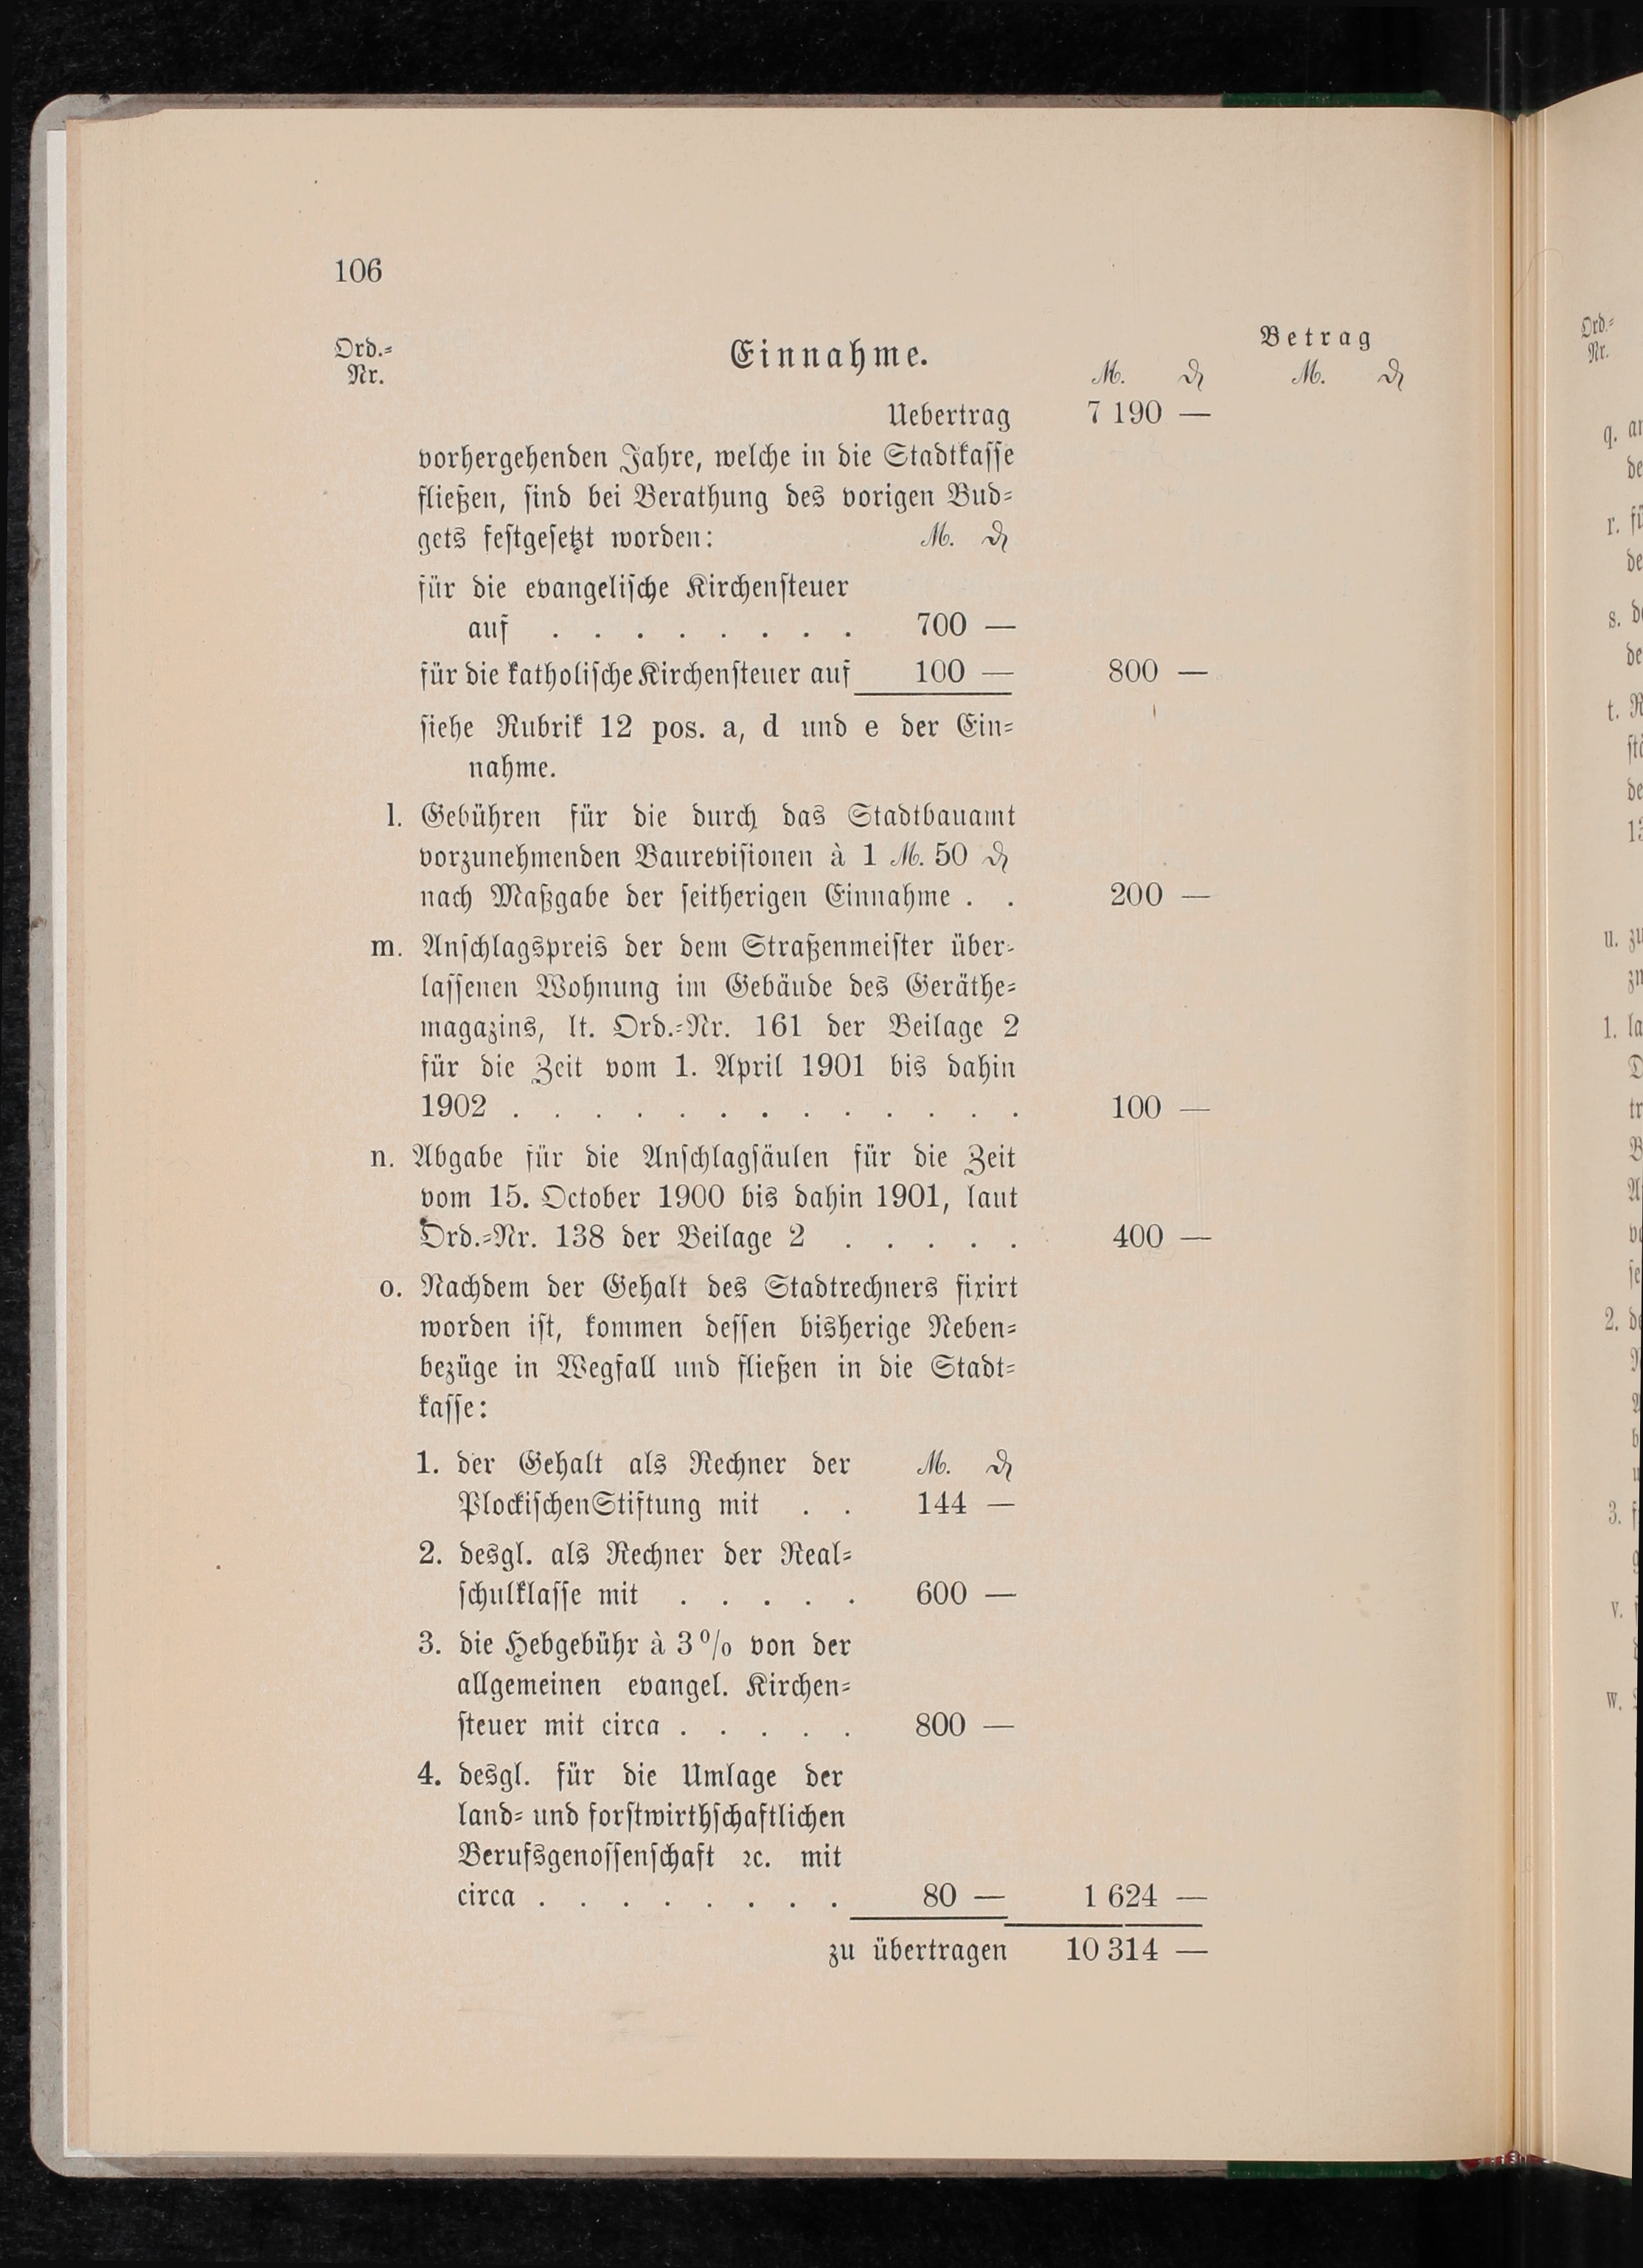 106
Ord.=
Nr.
Einnahme.
Betrag
M. ₰ M. ₰
Uebertrag 7 190 —
vorhergehenden Jahre, welche in die Stadtkasse
fließen, sind bei Berathung des vorigen Bud=
gets festgesetzt worden: M. ₰
für die evangelische Kirchensteuer
auf . . . . . . . . 700 —
für die katholische Kirchensteuer auf 100 — 800 —
siehe Rubrik 12 pos. a, d und e der Ein=
nahme.
l. Gebühren für die durch das Stadtbauamt
vorzunehmenden Baurevisionen à 1 M. 50 ₰
nach Maßgabe der seitherigen Einnahme . . 200 —
m. Anschlagspreis der dem Straßenmeister über=
lassenen Wohnung im Gebäude des Geräthe=
magazins, lt. Ord.=Nr. 161 der Beilage 2
für die Zeit vom 1. April 1901 bis dahin
1902 . . . . . . . . . . . . . 100 —
n. Abgabe für die Anschlagsäulen für die Zeit
vom 15. October 1900 bis dahin 1901, laut
Ord.=Nr. 138 der Beilage 2 . . . . . 400 —
o. Nachdem der Gehalt des Stadtrechners fixirt
worden ist, kommen dessen bisherige Neben=
bezüge in Wegfall und fließen in die Stadt=
kasse:
1. der Gehalt als Rechner der M. ₰
Plockischen Stiftung mit . . 144 —
2. desgl. als Rechner der Real=
schulklasse mit . . . . . 600 —
3. die Hebgebühr à 3 % von der
allgemeinen evangel. Kirchen=
steuer mit circa . . . . . 800 —
4. desgl. für die Umlage der
land= und forstwirthschaftlichen
Berufsgenossenschaft ꝛc. mit
circa . . . . . . . . 80 — 1 624 —
zu übertragen 10 314 —
Ord.=
Nr.
q.
r.
s.
t.
u.
1.
2.
3.
v.
w.